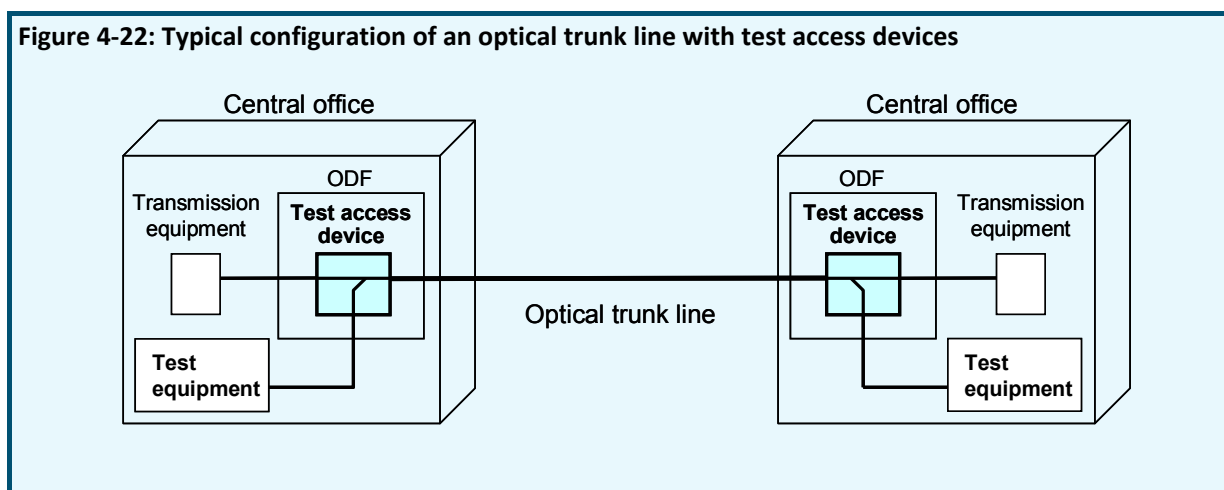 Figure 4-22: Typical configuration of an optical trunk line with test access devices
Central office
ODF
Transmission
equipment
Test access
device
Test
equipment
Optical trunk line
Central office
ODF
Test access
device
Transmission
equipment
Test
equipment